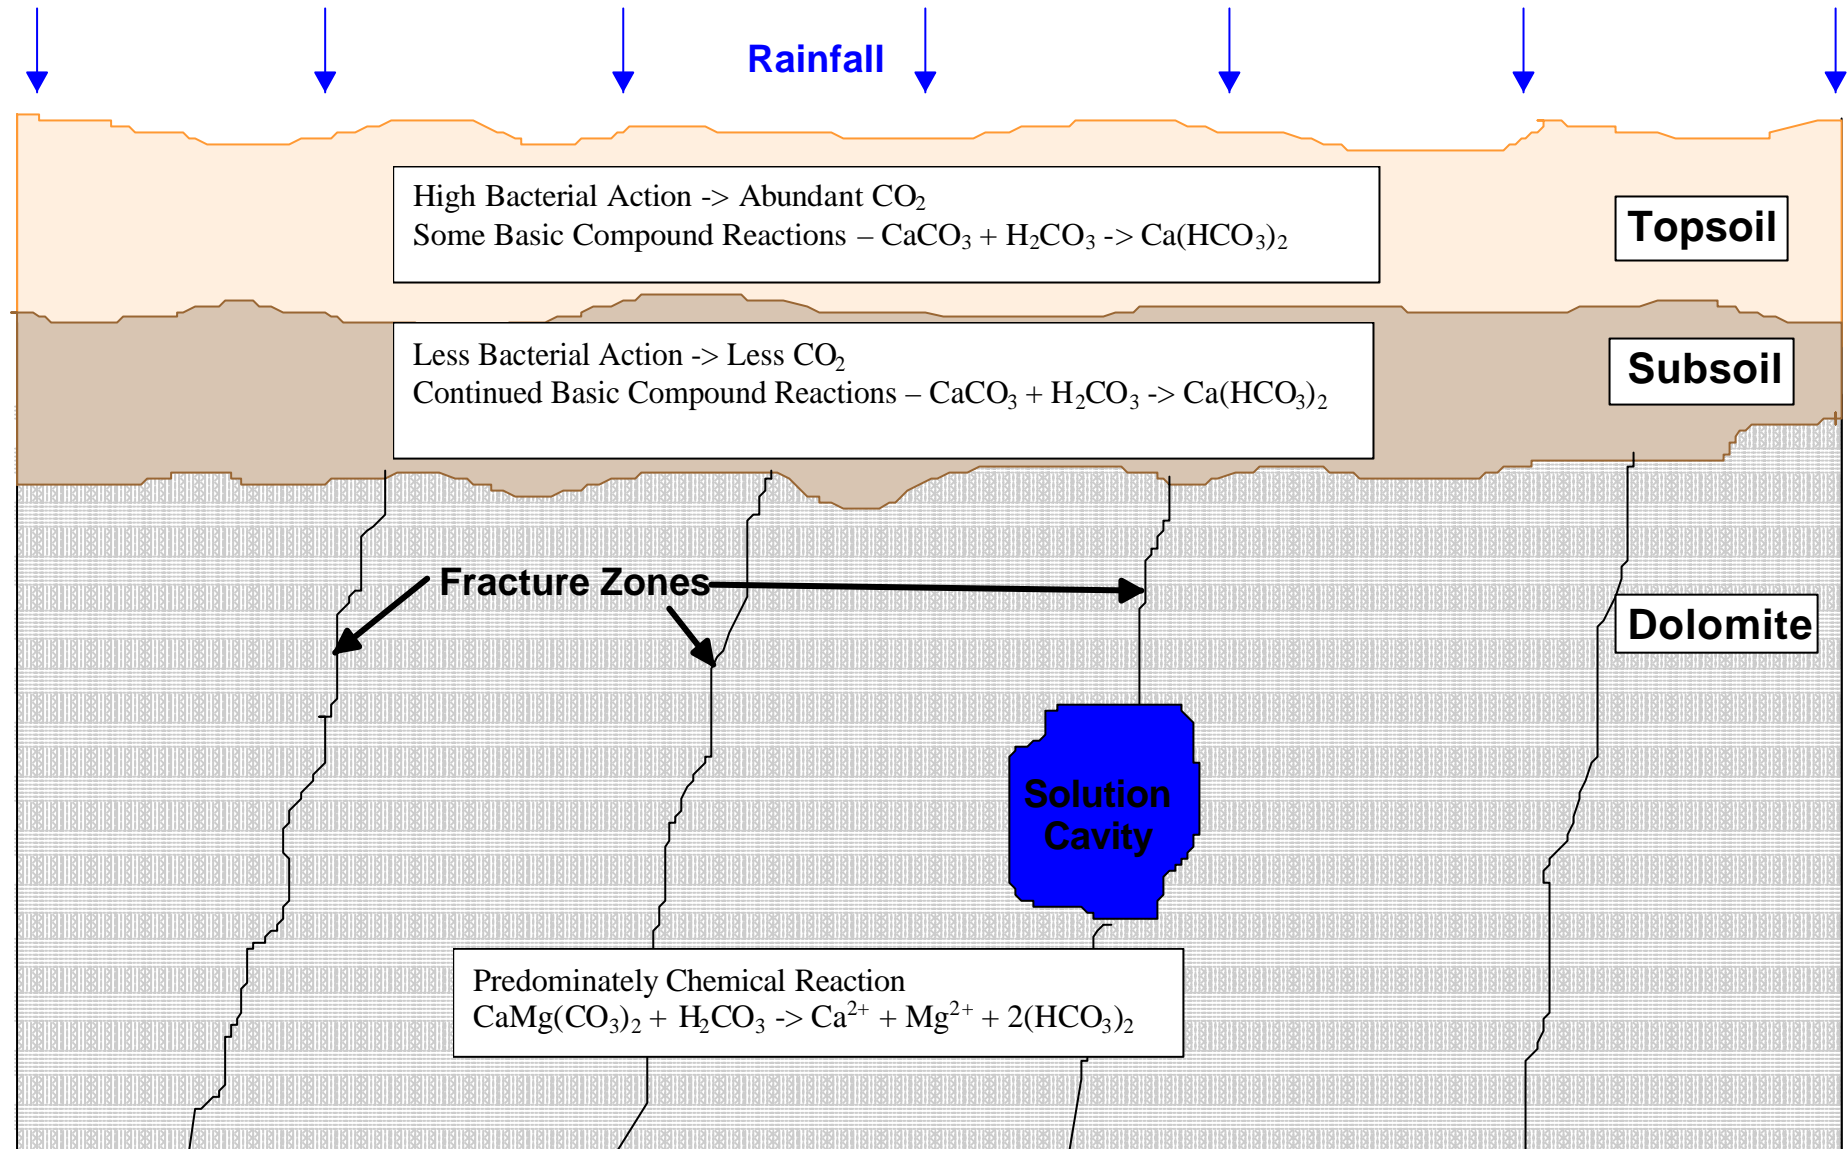 Rainfall
High Bacterial Action -> Abundant CO₂
Some Basic Compound Reactions – CaCO₃ + H₂CO₃ -> Ca(HCO₃)₂
Topsoil
Less Bacterial Action -> Less CO₂
Continued Basic Compound Reactions – CaCO₃ + H₂CO₃ -> Ca(HCO₃)₂
Subsoil
Fracture Zones
Dolomite
Solution
Cavity
Predominately Chemical Reaction
CaMg(CO₃)₂ + H₂CO₃ -> Ca²⁺ + Mg²⁺ + 2(HCO₃)₂